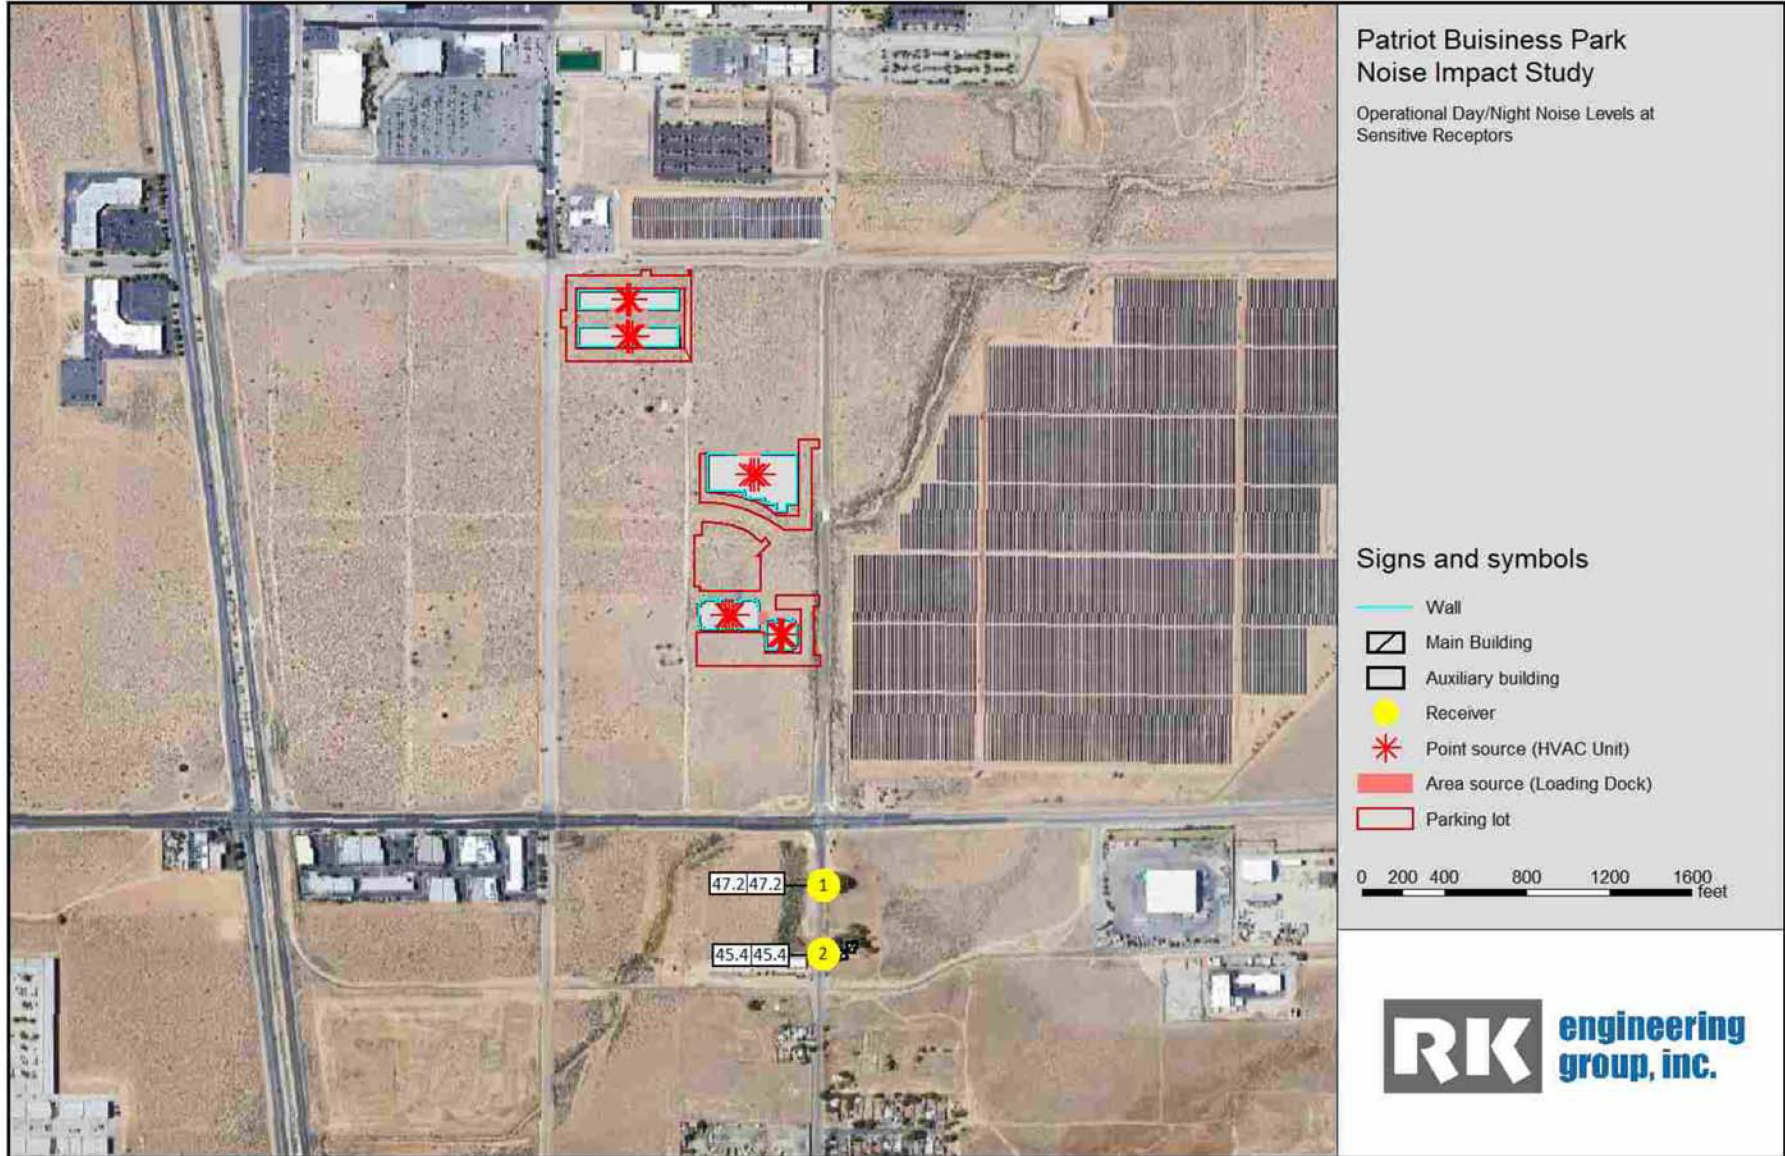 Patriot Buisiness Park
Noise Impact Study
Operational Day/Night Noise Levels at
Sensitive Receptors
Signs and symbols
Wall
Main Building
Auxiliary building
Receiver
Point source (HVAC Unit)
Area source (Loading Dock)
Parking lot
0 200 400 800 1200 1600
feet
47.2 47.2 1
45.4 45.4 2
RK engineering
group, inc.